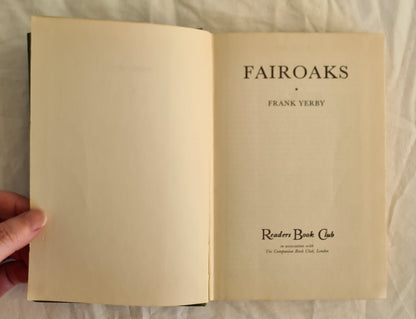 FAIROAKS
FRANK YERBY
Readers Book Club
in association with
The Companion Book Club, London